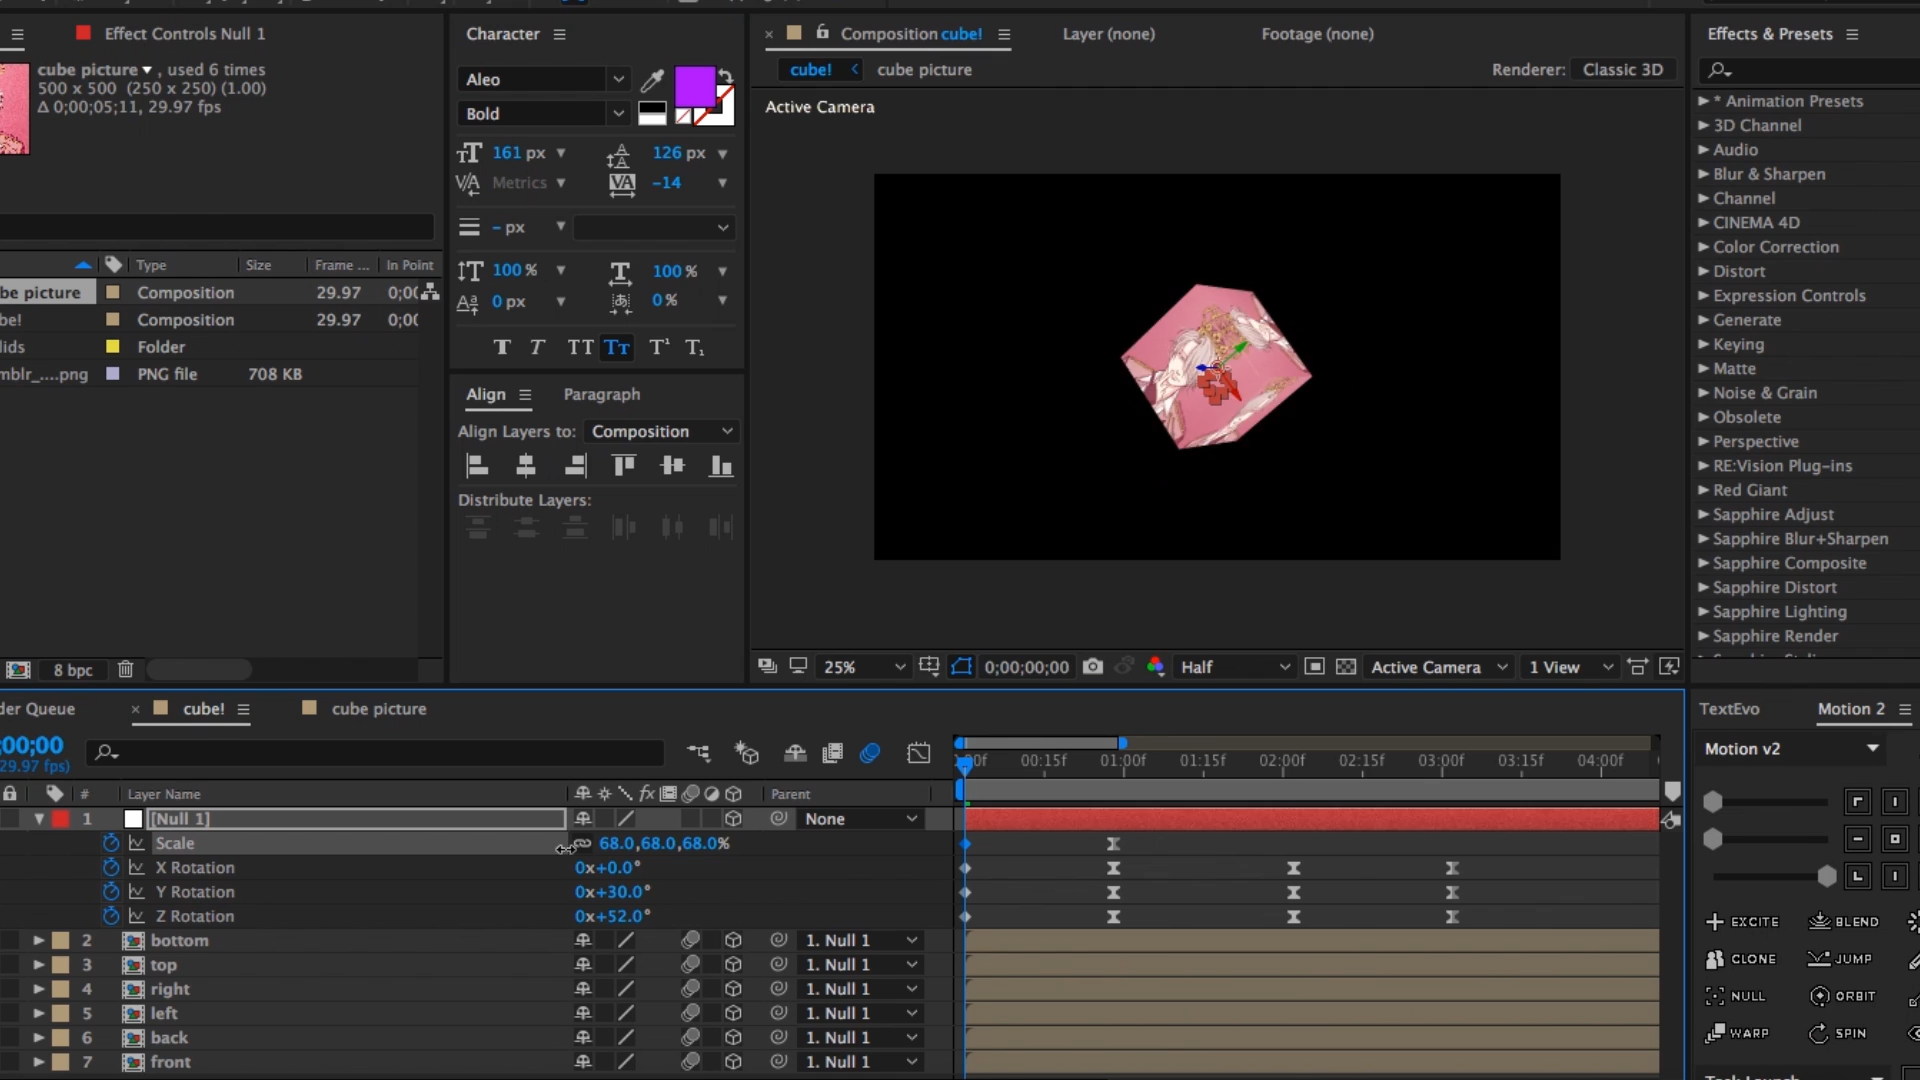 Effect Controls Null 1
cube picture , used 6 times
500 x 500 (250 x 250) (1.00)
Δ 0;00;05;11, 29.97 fps
Type Size Frame ... In Point
be picture Composition 29.97 0;00
be! Composition 29.97 0;00
lids Folder
mblr_....png PNG file 708 KB
8 bpc
Character
Aleo
Bold
161 px 126 px
Metrics -14
- px
100 % 100 %
0 px 0 %
T T TT Tт T¹ T₁
Align Paragraph
Align Layers to: Composition
Distribute Layers:
× Composition cube! Layer (none) Footage (none)
cube! < cube picture Renderer: Classic 3D
Active Camera
25% 0;00;00;00 Half Active Camera 1 View
Effects & Presets
* Animation Presets
3D Channel
Audio
Blur & Sharpen
Channel
CINEMA 4D
Color Correction
Distort
Expression Controls
Generate
Keying
Matte
Noise & Grain
Obsolete
Perspective
RE:Vision Plug-ins
Red Giant
Sapphire Adjust
Sapphire Blur+Sharpen
Sapphire Composite
Sapphire Distort
Sapphire Lighting
Sapphire Render
der Queue × cube! cube picture
;00;00
29.97 fps)
00f 00:15f 01:00f 01:15f 02:00f 02:15f 03:00f 03:15f 04:00f
# Layer Name fx Parent
1 [Null 1] None
Scale 68.0,68.0,68.0%
X Rotation 0x+0.0°
Y Rotation 0x+30.0°
Z Rotation 0x+52.0°
2 bottom 1. Null 1
3 top 1. Null 1
4 right 1. Null 1
5 left 1. Null 1
6 back 1. Null 1
7 front 1. Null 1
TextEvo Motion 2
Motion v2
EXCITE BLEND
CLONE JUMP
NULL ORBIT
WARP SPIN